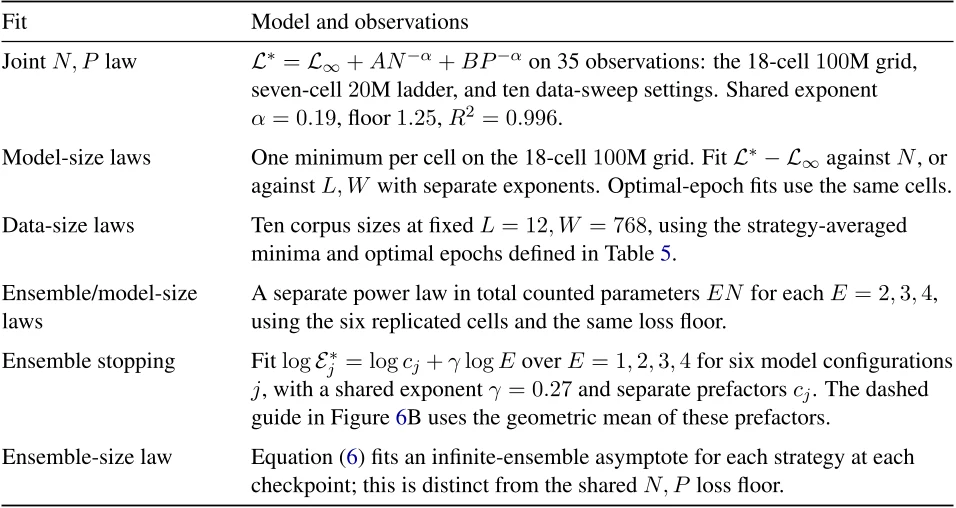 Fit Model and observations
Joint N, P law L* = L∞ + AN^−α + BP^−α on 35 observations: the 18-cell 100M grid,
seven-cell 20M ladder, and ten data-sweep settings. Shared exponent
α = 0.19, floor 1.25, R² = 0.996.
Model-size laws One minimum per cell on the 18-cell 100M grid. Fit L* − L∞ against N, or
against L, W with separate exponents. Optimal-epoch fits use the same cells.
Data-size laws Ten corpus sizes at fixed L = 12, W = 768, using the strategy-averaged
minima and optimal epochs defined in Table 5.
Ensemble/model-size A separate power law in total counted parameters EN for each E = 2, 3, 4,
laws using the six replicated cells and the same loss floor.
Ensemble stopping Fit log ℰ*_j = log c_j + γ log E over E = 1, 2, 3, 4 for six model configurations
j, with a shared exponent γ = 0.27 and separate prefactors c_j. The dashed
guide in Figure 6B uses the geometric mean of these prefactors.
Ensemble-size law Equation (6) fits an infinite-ensemble asymptote for each strategy at each
checkpoint; this is distinct from the shared N, P loss floor.